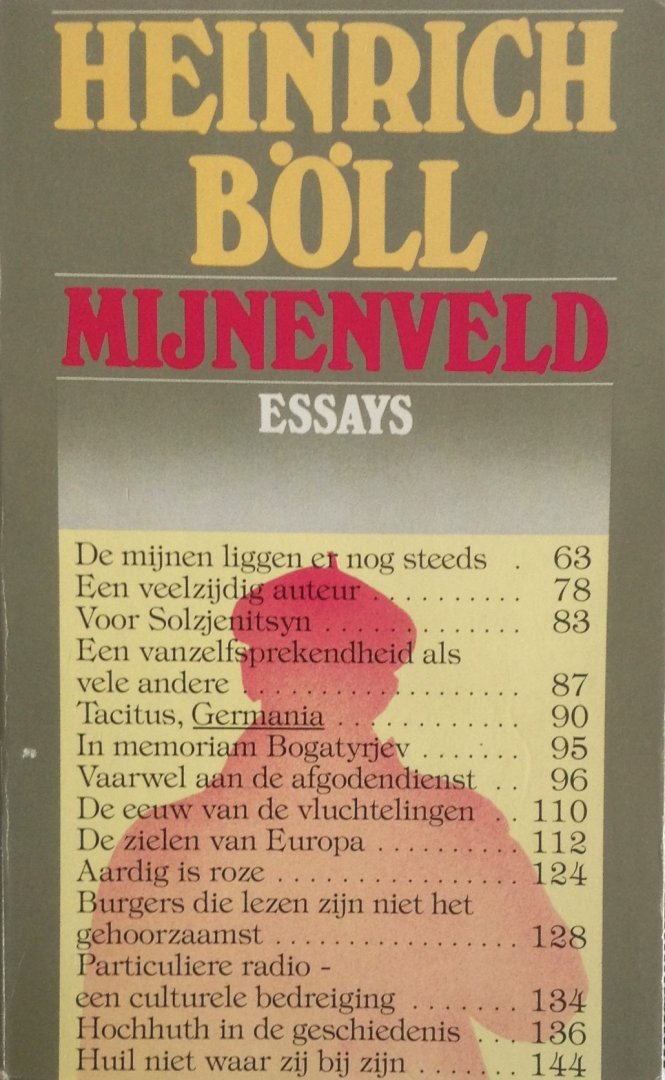 HEINRICH
BÖLL
MIJNENVELD
ESSAYS
De mijnen liggen er nog steeds . 63
Een veelzijdig auteur . . . . . . . . . . . 78
Voor Solzjenitsyn . . . . . . . . . . . . . . 83
Een vanzelfsprekendheid als
vele andere . . . . . . . . . . . . . . . . . . . 87
Tacitus, Germania . . . . . . . . . . . . . 90
In memoriam Bogatyrjev . . . . . . . 95
Vaarwel aan de afgodendienst . . 96
De eeuw van de vluchtelingen . . 110
De zielen van Europa . . . . . . . . . . 112
Aardig is roze . . . . . . . . . . . . . . . . . 124
Burgers die lezen zijn niet het
gehoorzaamst . . . . . . . . . . . . . . . . . 128
Particuliere radio -
een culturele bedreiging . . . . . . . 134
Hochhuth in de geschiedenis . . . 136
Huil niet waar zij bij zijn . . . . . . . 144